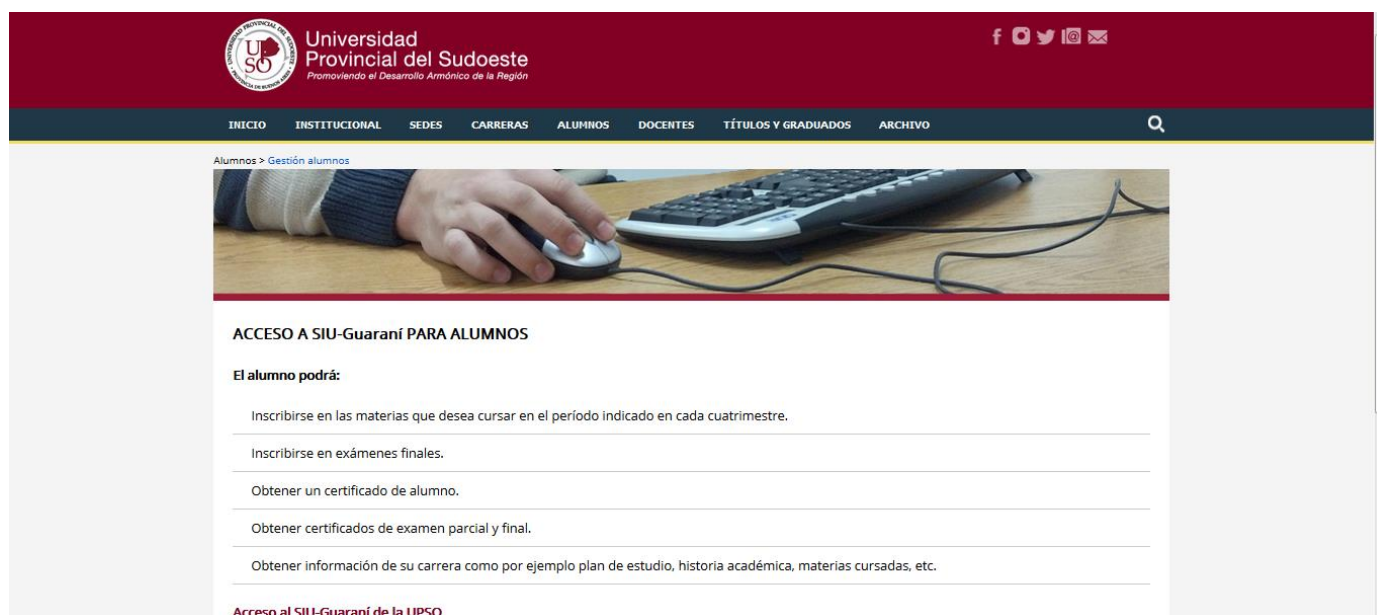 Universidad
Provincial del Sudoeste
Promoviendo el Desarrollo Armónico de la Región
UPSO
INICIO INSTITUCIONAL SEDES CARRERAS ALUMNOS DOCENTES TÍTULOS Y GRADUADOS ARCHIVO
Alumnos > Gestión alumnos
ACCESO A SIU-Guaraní PARA ALUMNOS
El alumno podrá:
Inscribirse en las materias que desea cursar en el período indicado en cada cuatrimestre.
Inscribirse en exámenes finales.
Obtener un certificado de alumno.
Obtener certificados de examen parcial y final.
Obtener información de su carrera como por ejemplo plan de estudio, historia académica, materias cursadas, etc.
Acceso al SIU-Guaraní de la UPSO